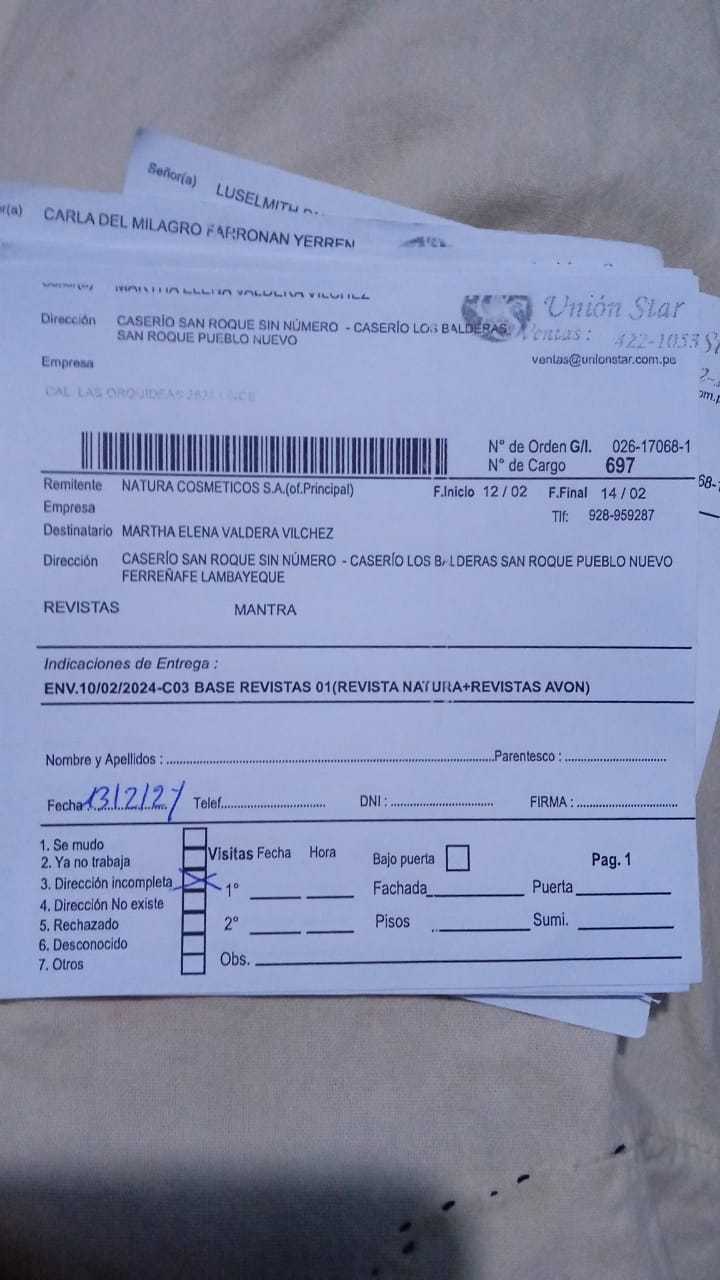 Señor(a) LUSELMITH
r(a) CARLA DEL MILAGRO FARRONAN YERREN
MARTHA ELENA VALDERA VILCHEZ
Unión Star
Dirección CASERÍO SAN ROQUE SIN NÚMERO - CASERÍO LOS BALDERAS
SAN ROQUE PUEBLO NUEVO
Ventas : 422-1053
Empresa
ventas@unionstar.com.pe
CAL. LAS ORQUIDEAS
N° de Orden G/I. 026-17068-1
N° de Cargo 697
Remitente NATURA COSMETICOS S.A.(of.Principal) F.Inicio 12 / 02 F.Final 14 / 02
Empresa Tlf: 928-959287
Destinatario MARTHA ELENA VALDERA VILCHEZ
Dirección CASERÍO SAN ROQUE SIN NÚMERO - CASERÍO LOS BALDERAS SAN ROQUE PUEBLO NUEVO
FERREÑAFE LAMBAYEQUE
REVISTAS MANTRA
Indicaciones de Entrega :
ENV.10/02/2024-C03 BASE REVISTAS 01(REVISTA NATURA+REVISTAS AVON)
Nombre y Apellidos : Parentesco :
Fecha 13/2/24 Telef. DNI : FIRMA :
1. Se mudo
2. Ya no trabaja
3. Dirección incompleta
4. Dirección No existe
5. Rechazado
6. Desconocido
7. Otros
Visitas Fecha Hora
1°
2°
Obs.
Bajo puerta Pag. 1
Fachada Puerta
Pisos Sumi.